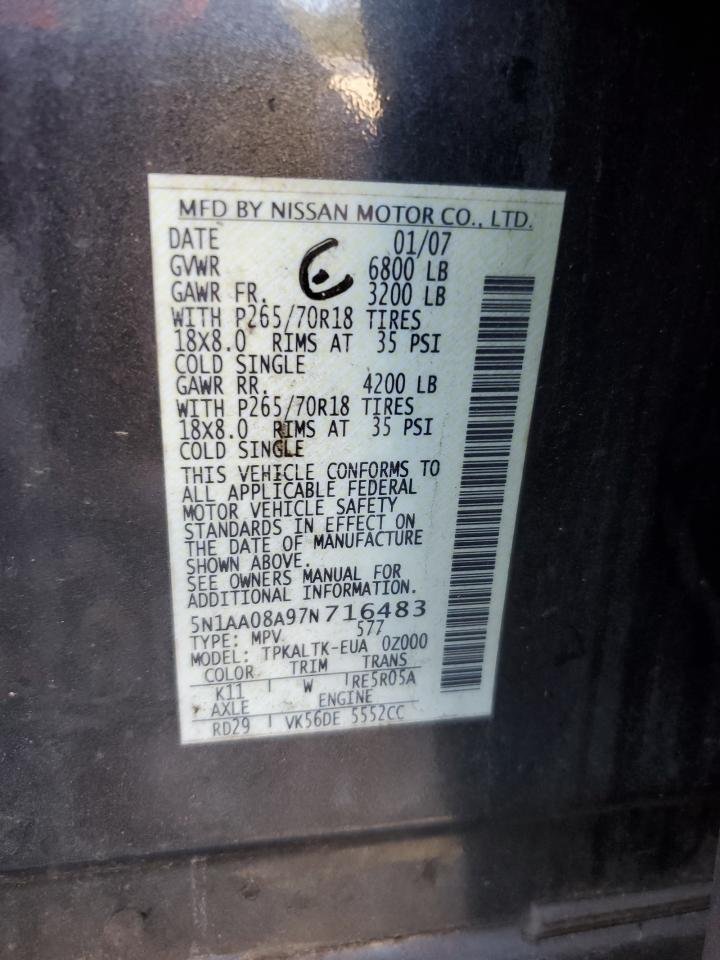 MFD BY NISSAN MOTOR CO., LTD.
DATE 01/07
GVWR 6800 LB
GAWR FR. 3200 LB
WITH P265/70R18 TIRES
18X8.0 RIMS AT 35 PSI
COLD SINGLE
GAWR RR. 4200 LB
WITH P265/70R18 TIRES
18X8.0 RIMS AT 35 PSI
COLD SINGLE
THIS VEHICLE CONFORMS TO
ALL APPLICABLE FEDERAL
MOTOR VEHICLE SAFETY
STANDARDS IN EFFECT ON
THE DATE OF MANUFACTURE
SHOWN ABOVE.
SEE OWNERS MANUAL FOR
ADDITIONAL INFORMATION.
5N1AA08A97N716483
TYPE: MPV. 577
MODEL: TPKALTK-EUA 0Z000
COLOR TRIM TRANS
K11 W RE5R05A
AXLE ENGINE
RD29 VK56DE 5552CC